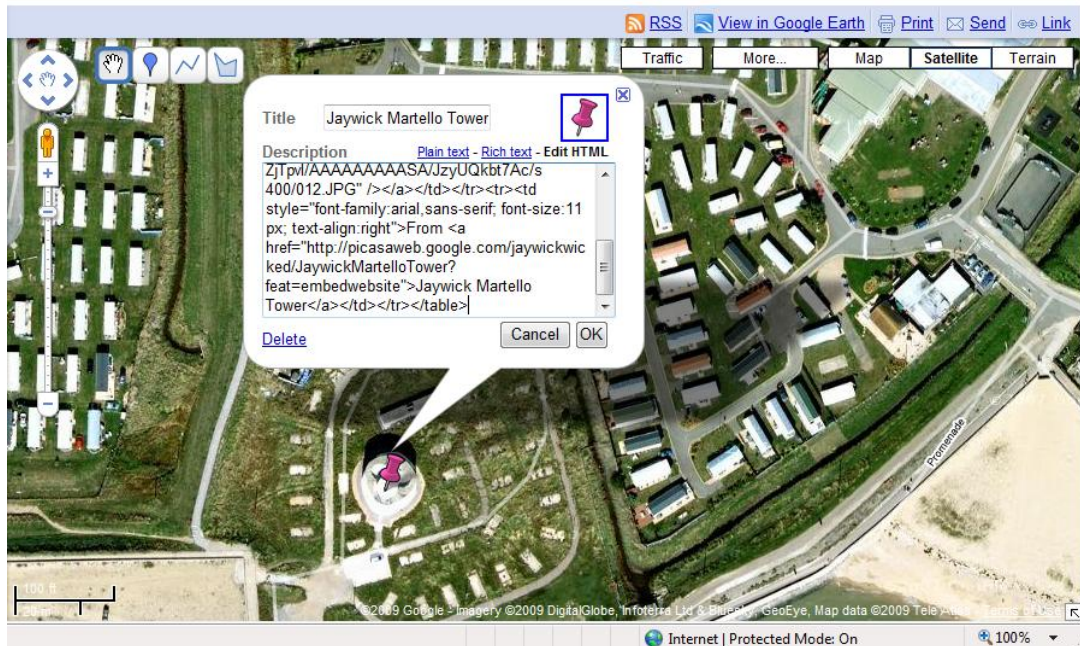 RSS View in Google Earth Print Send Link
Traffic More... Map Satellite Terrain
Title Jaywick Martello Tower
Description Plain text - Rich text - Edit HTML
ZjTpvI/AAAAAAAAASA/JzyUQkbt7Ac/s
400/012.JPG" /></a></td></tr><tr><td
style="font-family:arial,sans-serif; font-size:11
px; text-align:right">From <a
href="http://picasaweb.google.com/jaywickwic
ked/JaywickMartelloTower?
feat=embedwebsite">Jaywick Martello
Tower</a></td></tr></table>
Delete Cancel OK
Promenade
100 ft
©2009 Google - Imagery ©2009 DigitalGlobe, Infoterra Ltd & Bluesky, GeoEye, Map data ©2009 Tele Atlas - Terms of Use
Internet | Protected Mode: On 100%